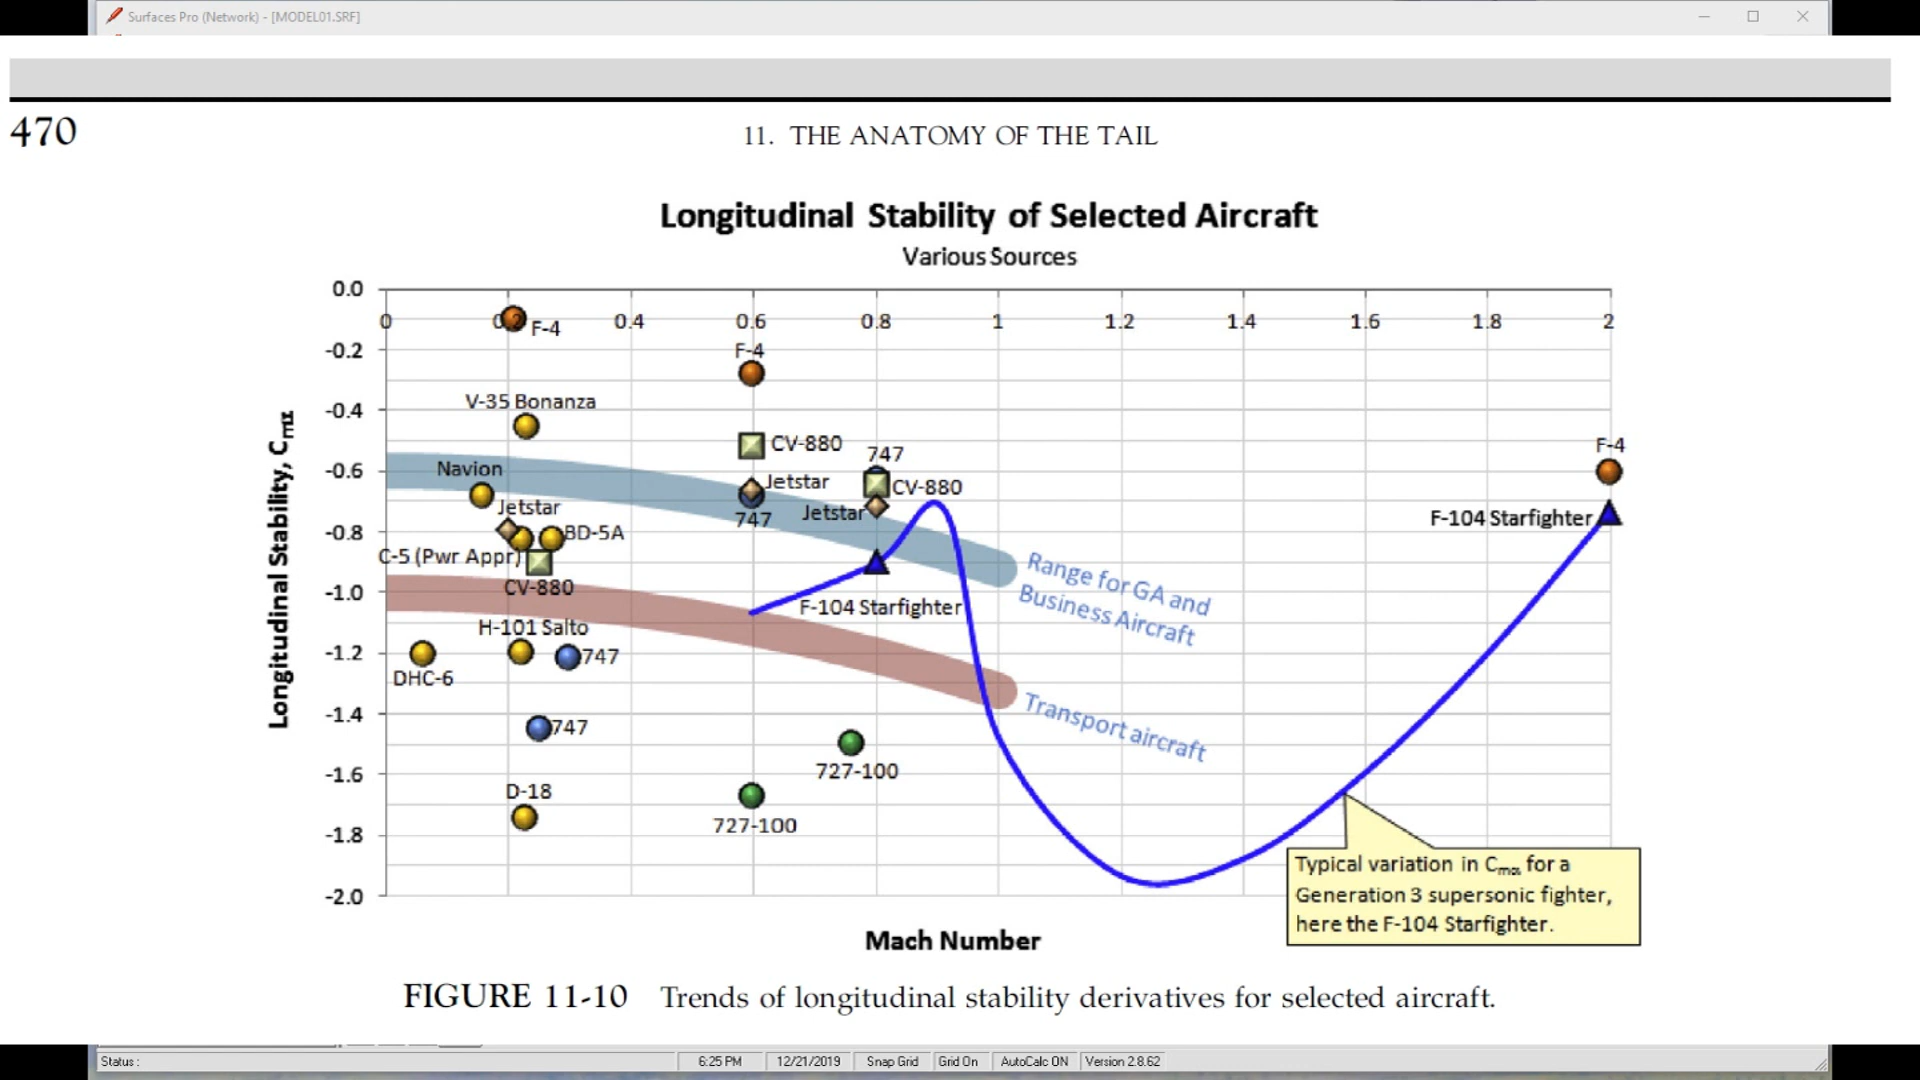 Surfaces Pro (Network) - [MODEL01.SRF]
470
11. THE ANATOMY OF THE TAIL
Longitudinal Stability of Selected Aircraft
Various Sources
0.0
0 0.2 0.4 0.6 0.8 1 1.2 1.4 1.6 1.8 2
F-4
-0.2
F-4
-0.4
V-35 Bonanza
CV-880
747
F-4
-0.6
Navion
Jetstar
CV-880
Jetstar
747
Jetstar
F-104 Starfighter
-0.8
BD-5A
C-5 (Pwr Appr)
CV-880
-1.0
F-104 Starfighter
Range for GA and
Business Aircraft
H-101 Salto
-1.2
747
DHC-6
-1.4
747
Transport aircraft
727-100
-1.6
D-18
727-100
-1.8
-2.0
Longitudinal Stability, Cmα
Typical variation in Cmα for a
Generation 3 supersonic fighter,
here the F-104 Starfighter.
Mach Number
FIGURE 11-10 Trends of longitudinal stability derivatives for selected aircraft.
Status : 6:25 PM 12/21/2019 Snap Grid Grid On AutoCalc ON Version 2.8.62